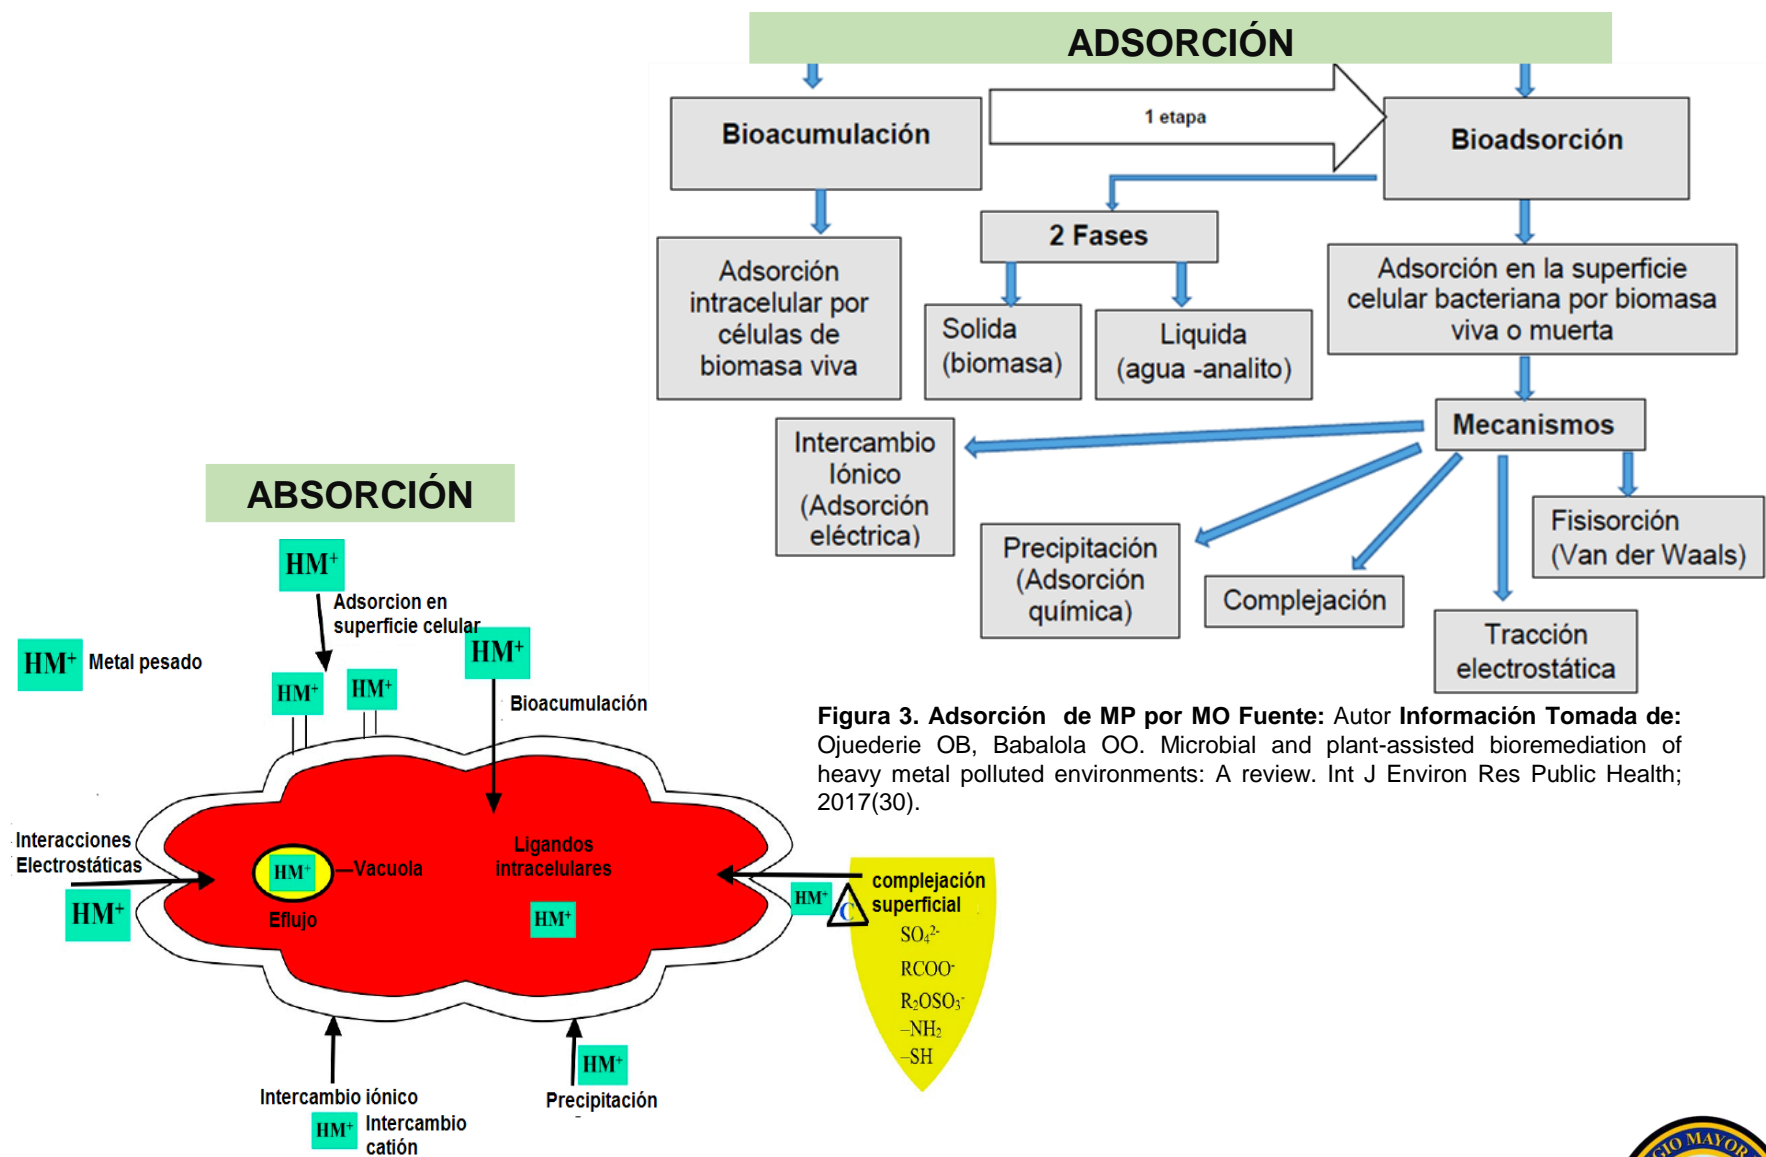 ADSORCIÓN
Bioacumulación
1 etapa
Bioadsorción
2 Fases
Adsorción
intracelular por
células de
biomasa viva
Solida
(biomasa)
Liquida
(agua -analito)
Adsorción en la superficie
celular bacteriana por biomasa
viva o muerta
Mecanismos
Intercambio
Iónico
(Adsorción
eléctrica)
Precipitación
(Adsorción
química)
Complejación
Tracción
electrostática
Fisisorción
(Van der Waals)
Figura 3. Adsorción de MP por MO Fuente: Autor Información Tomada de:
Ojuederie OB, Babalola OO. Microbial and plant-assisted bioremediation of
heavy metal polluted environments: A review. Int J Environ Res Public Health;
2017(30).
ABSORCIÓN
HM⁺
Adsorcion en
superficie celular
HM⁺ Metal pesado
HM⁺
HM⁺
HM⁺
Bioacumulación
Interacciones
Electrostáticas
HM⁺
HM⁺
Vacuola
Eflujo
Ligandos
intracelulares
HM⁺
HM⁺
C
complejación
superficial
SO₄²⁻
RCOO⁻
R₂OSO₃⁻
–NH₂
–SH
Intercambio iónico
HM⁺ Intercambio
catión
HM⁺
Precipitación
GIO MAYOR